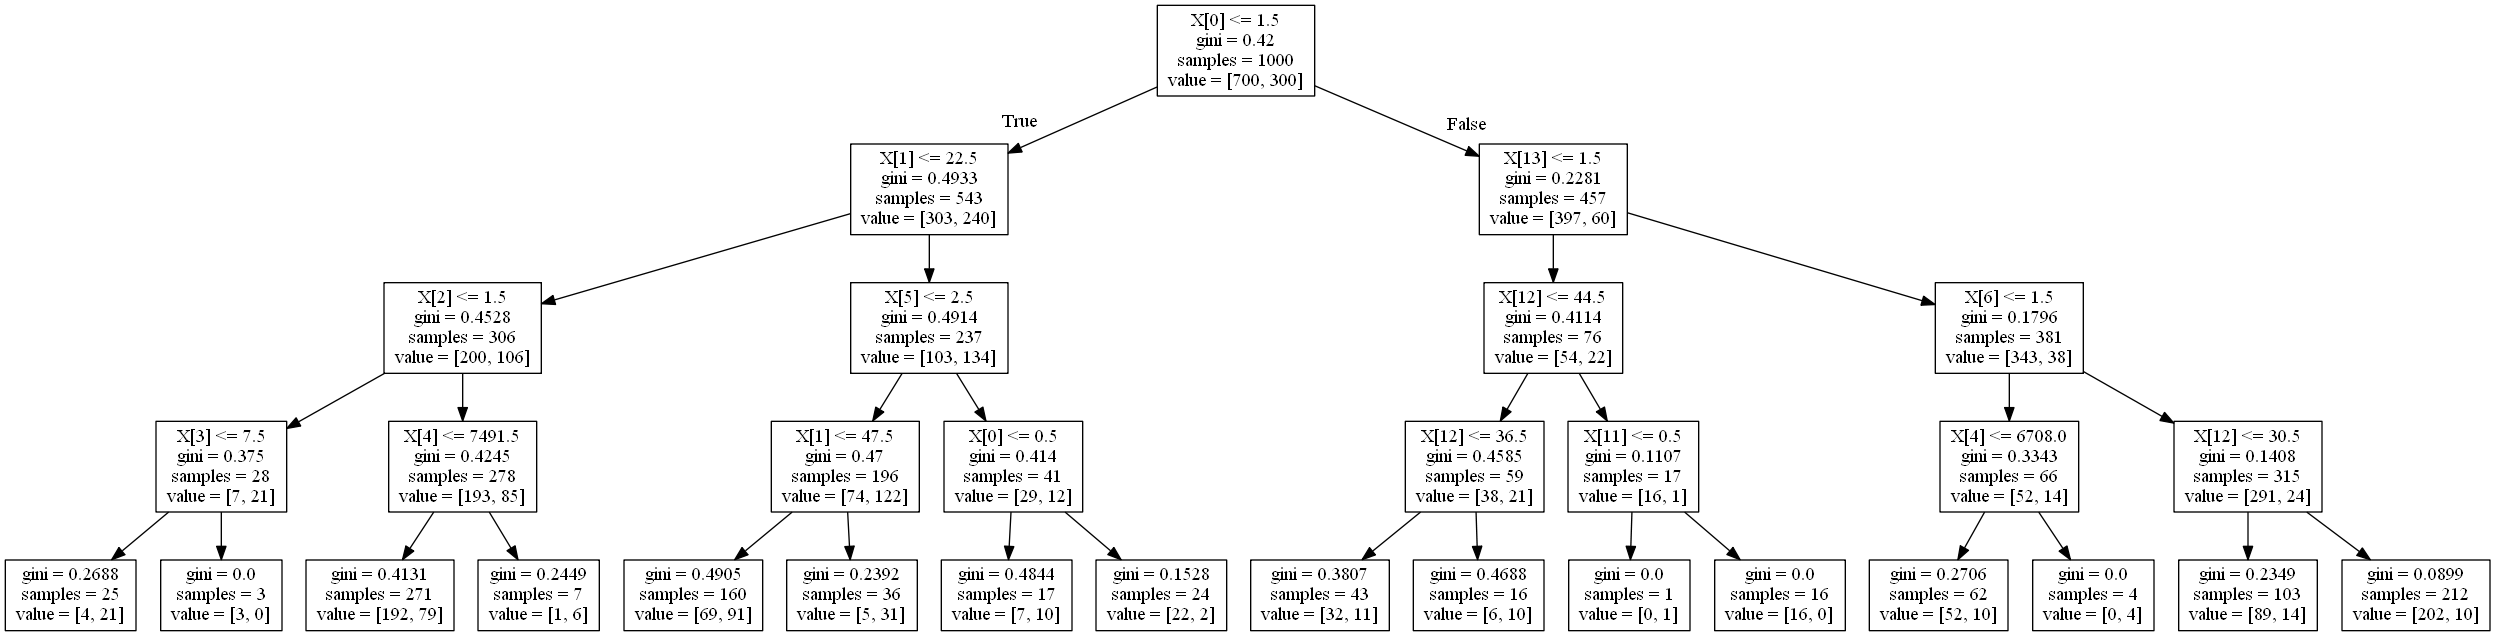 X[0] <= 1.5
gini = 0.42
samples = 1000
value = [700, 300]
True
False
X[1] <= 22.5
gini = 0.4933
samples = 543
value = [303, 240]
X[13] <= 1.5
gini = 0.2281
samples = 457
value = [397, 60]
X[2] <= 1.5
gini = 0.4528
samples = 306
value = [200, 106]
X[5] <= 2.5
gini = 0.4914
samples = 237
value = [103, 134]
X[12] <= 44.5
gini = 0.4114
samples = 76
value = [54, 22]
X[6] <= 1.5
gini = 0.1796
samples = 381
value = [343, 38]
X[3] <= 7.5
gini = 0.375
samples = 28
value = [7, 21]
X[4] <= 7491.5
gini = 0.4245
samples = 278
value = [193, 85]
X[1] <= 47.5
gini = 0.47
samples = 196
value = [74, 122]
X[0] <= 0.5
gini = 0.414
samples = 41
value = [29, 12]
X[12] <= 36.5
gini = 0.4585
samples = 59
value = [38, 21]
X[11] <= 0.5
gini = 0.1107
samples = 17
value = [16, 1]
X[4] <= 6708.0
gini = 0.3343
samples = 66
value = [52, 14]
X[12] <= 30.5
gini = 0.1408
samples = 315
value = [291, 24]
gini = 0.2688
samples = 25
value = [4, 21]
gini = 0.0
samples = 3
value = [3, 0]
gini = 0.4131
samples = 271
value = [192, 79]
gini = 0.2449
samples = 7
value = [1, 6]
gini = 0.4905
samples = 160
value = [69, 91]
gini = 0.2392
samples = 36
value = [5, 31]
gini = 0.4844
samples = 17
value = [7, 10]
gini = 0.1528
samples = 24
value = [22, 2]
gini = 0.3807
samples = 43
value = [32, 11]
gini = 0.4688
samples = 16
value = [6, 10]
gini = 0.0
samples = 1
value = [0, 1]
gini = 0.0
samples = 16
value = [16, 0]
gini = 0.2706
samples = 62
value = [52, 10]
gini = 0.0
samples = 4
value = [0, 4]
gini = 0.2349
samples = 103
value = [89, 14]
gini = 0.0899
samples = 212
value = [202, 10]